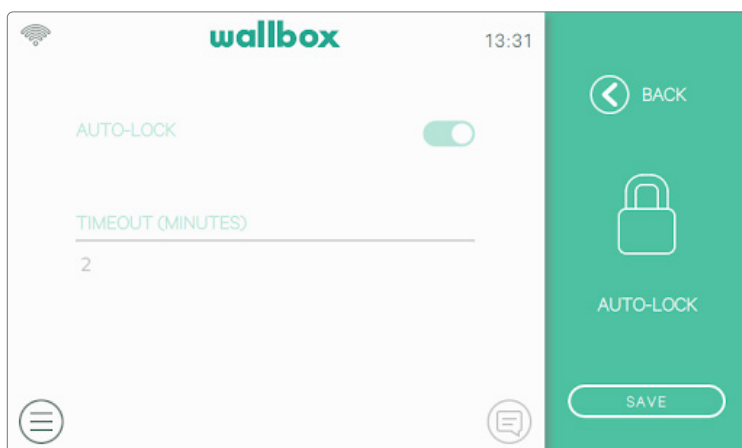 wallbox
13:31
AUTO-LOCK
TIMEOUT (MINUTES)
2
BACK
AUTO-LOCK
SAVE